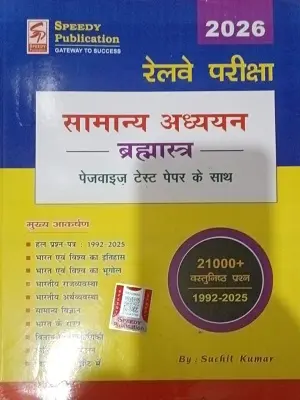 SPEEDY
Publication
GATEWAY TO SUCCESS
SPEEDY
2026
रेलवे परीक्षा
सामान्य अध्ययन
ब्रह्मास्त्र
पेजवाइज़ टेस्ट पेपर के साथ
मुख्य आकर्षण
हल प्रश्न-पत्र : 1992-2025
भारत एवं विश्व का इतिहास
भारत एवं विश्व का भूगोल
भारतीय राजव्यवस्था
भारतीय अर्थव्यवस्था
सामान्य विज्ञान
भारत के राज्य
21000+
वस्तुनिष्ठ प्रश्न
1992-2025
By : Sachit Kumar